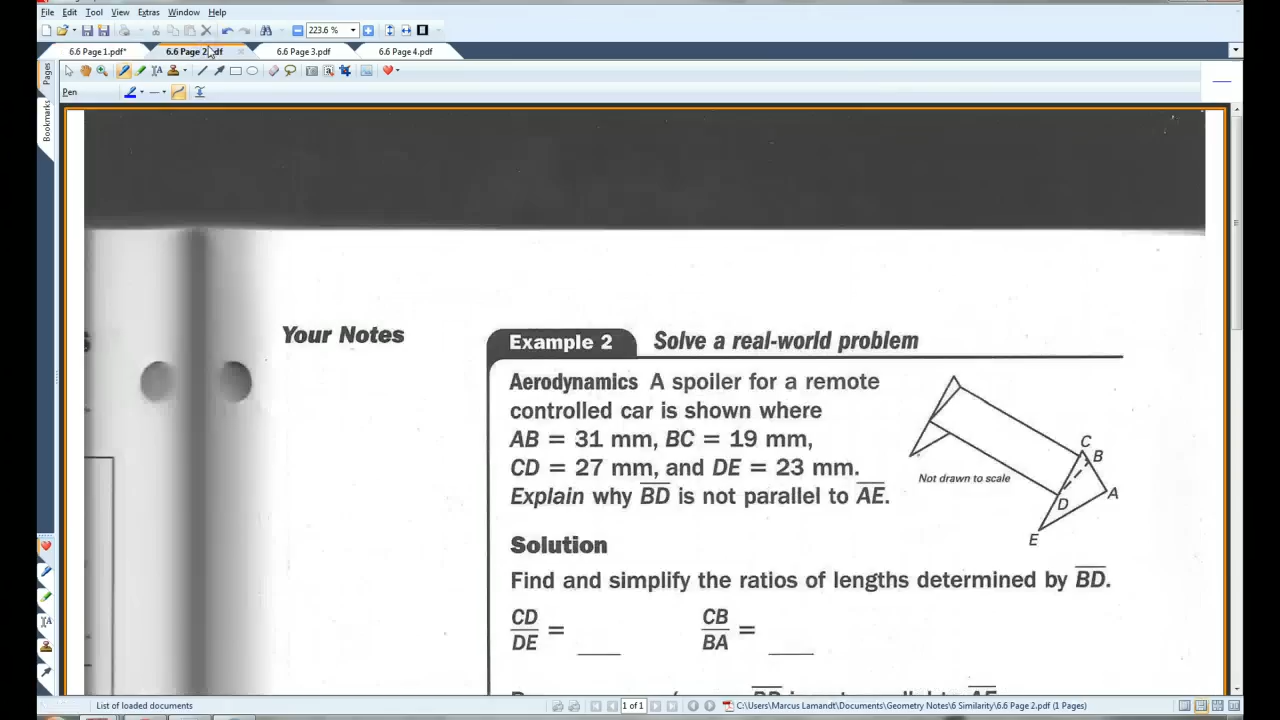 File Edit Tool View Extras Window Help
223.6 %
6.6 Page 1.pdf* 6.6 Page 2.pdf 6.6 Page 3.pdf 6.6 Page 4.pdf
Pages
Bookmarks
Pen
Your Notes
Example 2 Solve a real-world problem
Aerodynamics A spoiler for a remote
controlled car is shown where
AB = 31 mm, BC = 19 mm,
CD = 27 mm, and DE = 23 mm.
Explain why BD is not parallel to AE.
C
B
A
D
E
Not drawn to scale
Solution
Find and simplify the ratios of lengths determined by BD.
CD
DE = ____
CB
BA = ____
List of loaded documents
1 of 1
C:\Users\Marcus Lamandt\Documents\Geometry Notes\6 Similarity\6.6 Page 2.pdf (1 Pages)